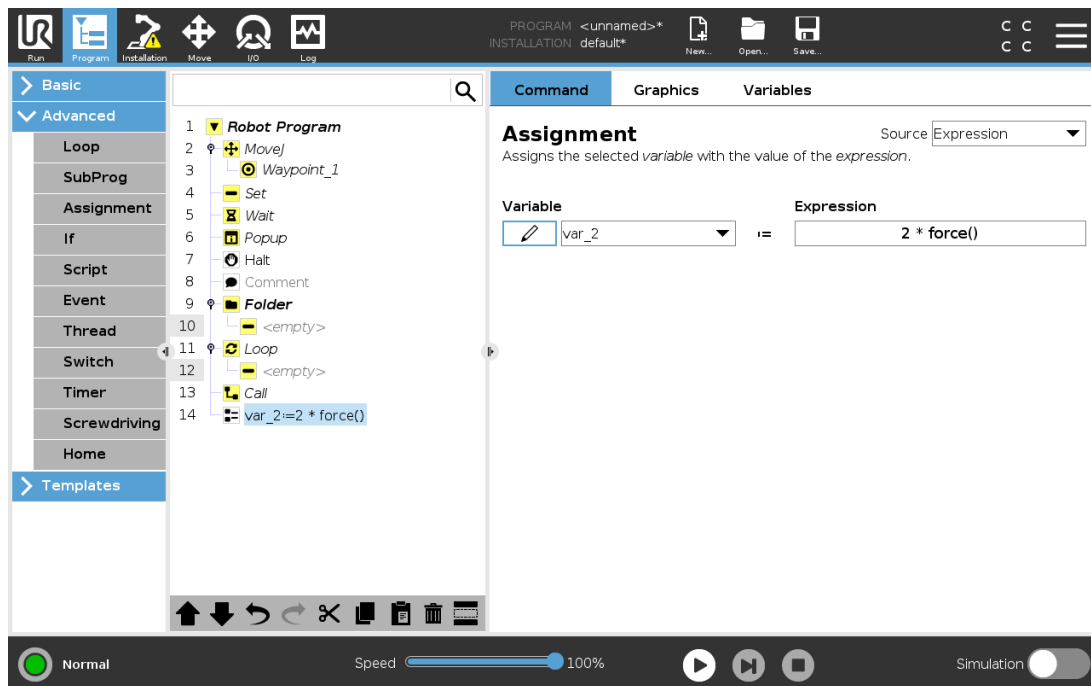 PROGRAM <unnamed>*
INSTALLATION default*
UR
Run
Program
Installation
Move
I/O
Log
New...
Open...
Save...
C C
C C
Basic
Advanced
Loop
SubProg
Assignment
If
Script
Event
Thread
Switch
Timer
Screwdriving
Home
Templates
1 Robot Program
2 MoveJ
3 Waypoint_1
4 Set
5 Wait
6 Popup
7 Halt
8 Comment
9 Folder
10 <empty>
11 Loop
12 <empty>
13 Call
14 var_2:=2 * force()
Command Graphics Variables
Assignment
Source Expression
Assigns the selected variable with the value of the expression.
Variable Expression
var_2 := 2 * force()
Normal
Speed 100%
Simulation